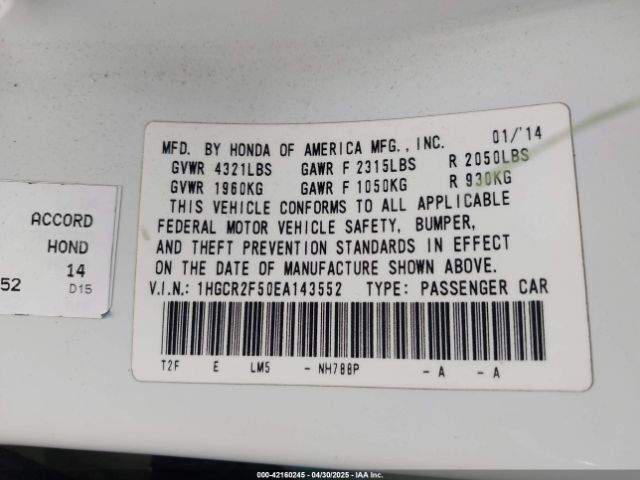 MFD. BY HONDA OF AMERICA MFG., INC. 01/'14
GVWR 4321LBS GAWR F 2315LBS R 2050LBS
GVWR 1960KG GAWR F 1050KG R 930KG
THIS VEHICLE CONFORMS TO ALL APPLICABLE
FEDERAL MOTOR VEHICLE SAFETY, BUMPER,
AND THEFT PREVENTION STANDARDS IN EFFECT
ON THE DATE OF MANUFACTURE SHOWN ABOVE.
V.I.N.: 1HGCR2F50EA143552 TYPE: PASSENGER CAR
T2F E LM5 - NH788P - A - A
ACCORD
HOND
14
52 D15
000-42160245 - 04/30/2025 - IAA Inc.